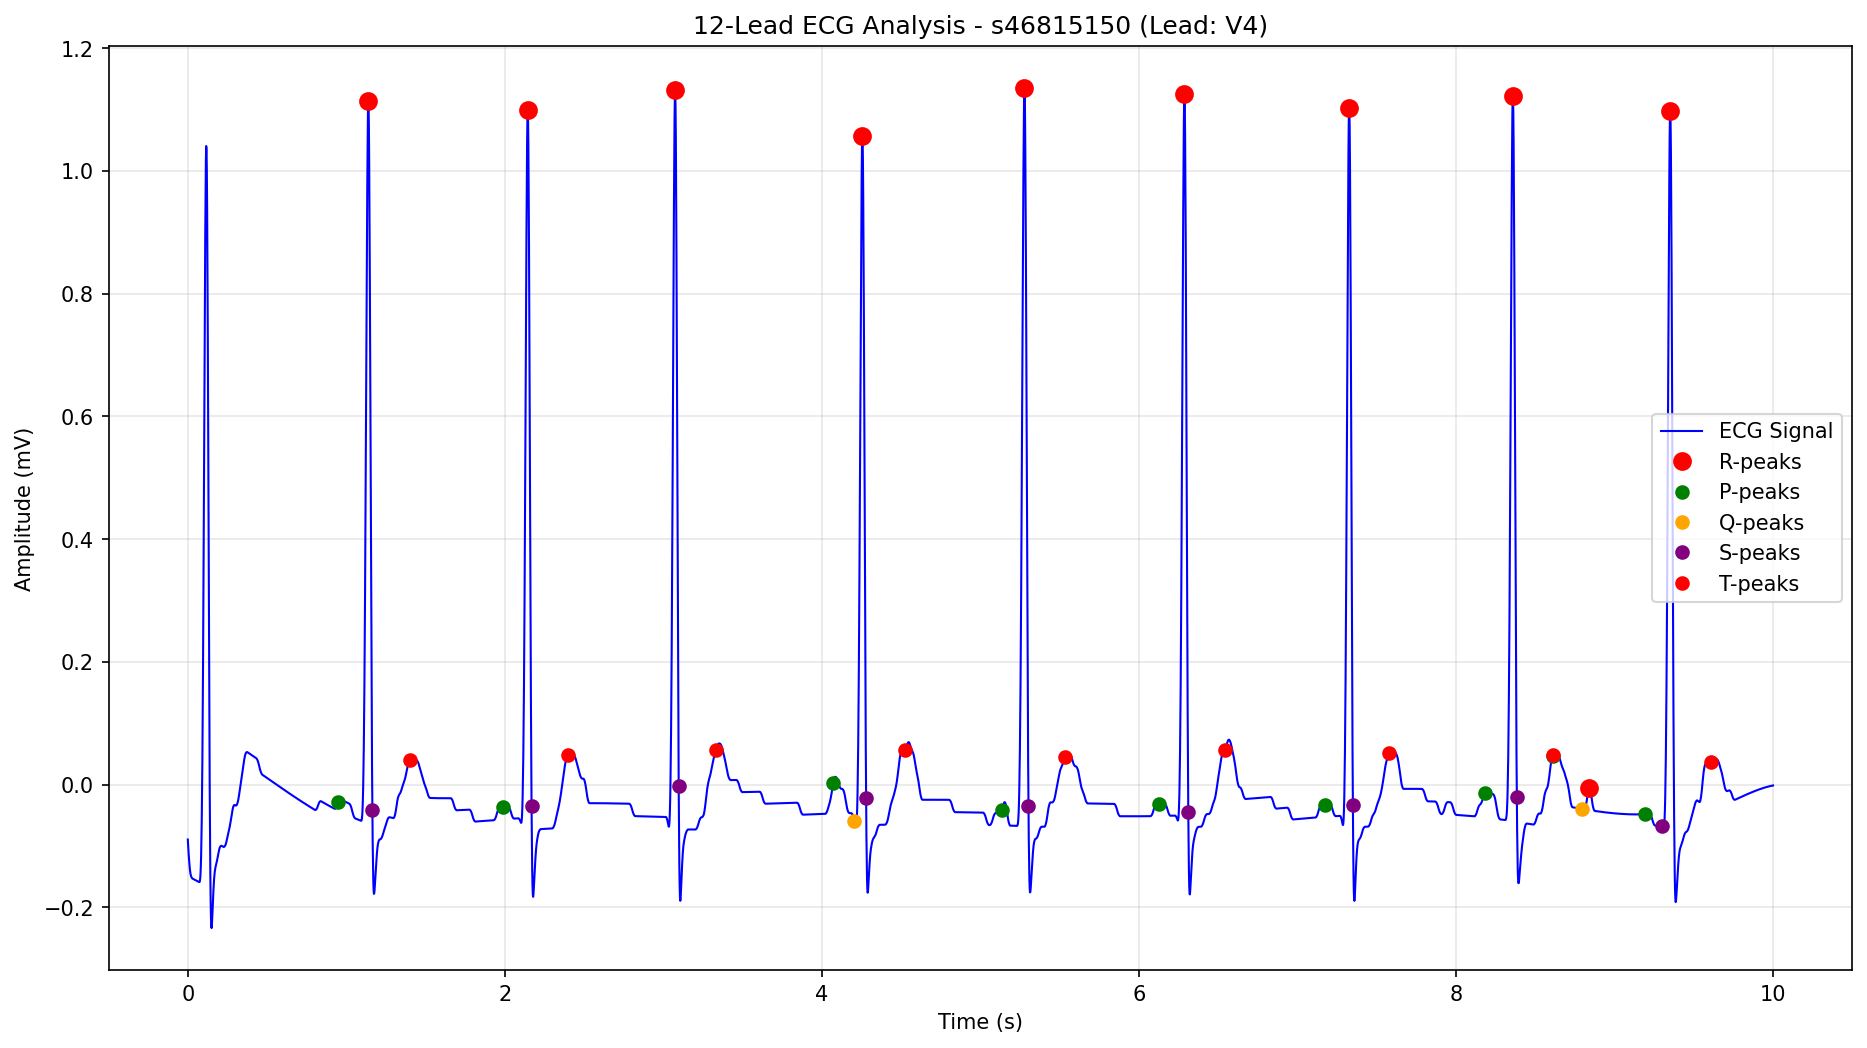 12-Lead ECG Analysis - s46815150 (Lead: V4)
1.2
1.0
0.8
0.6
0.4
0.2
0.0
−0.2
Amplitude (mV)
ECG Signal
R-peaks
P-peaks
Q-peaks
S-peaks
T-peaks
0 2 4 6 8 10
Time (s)